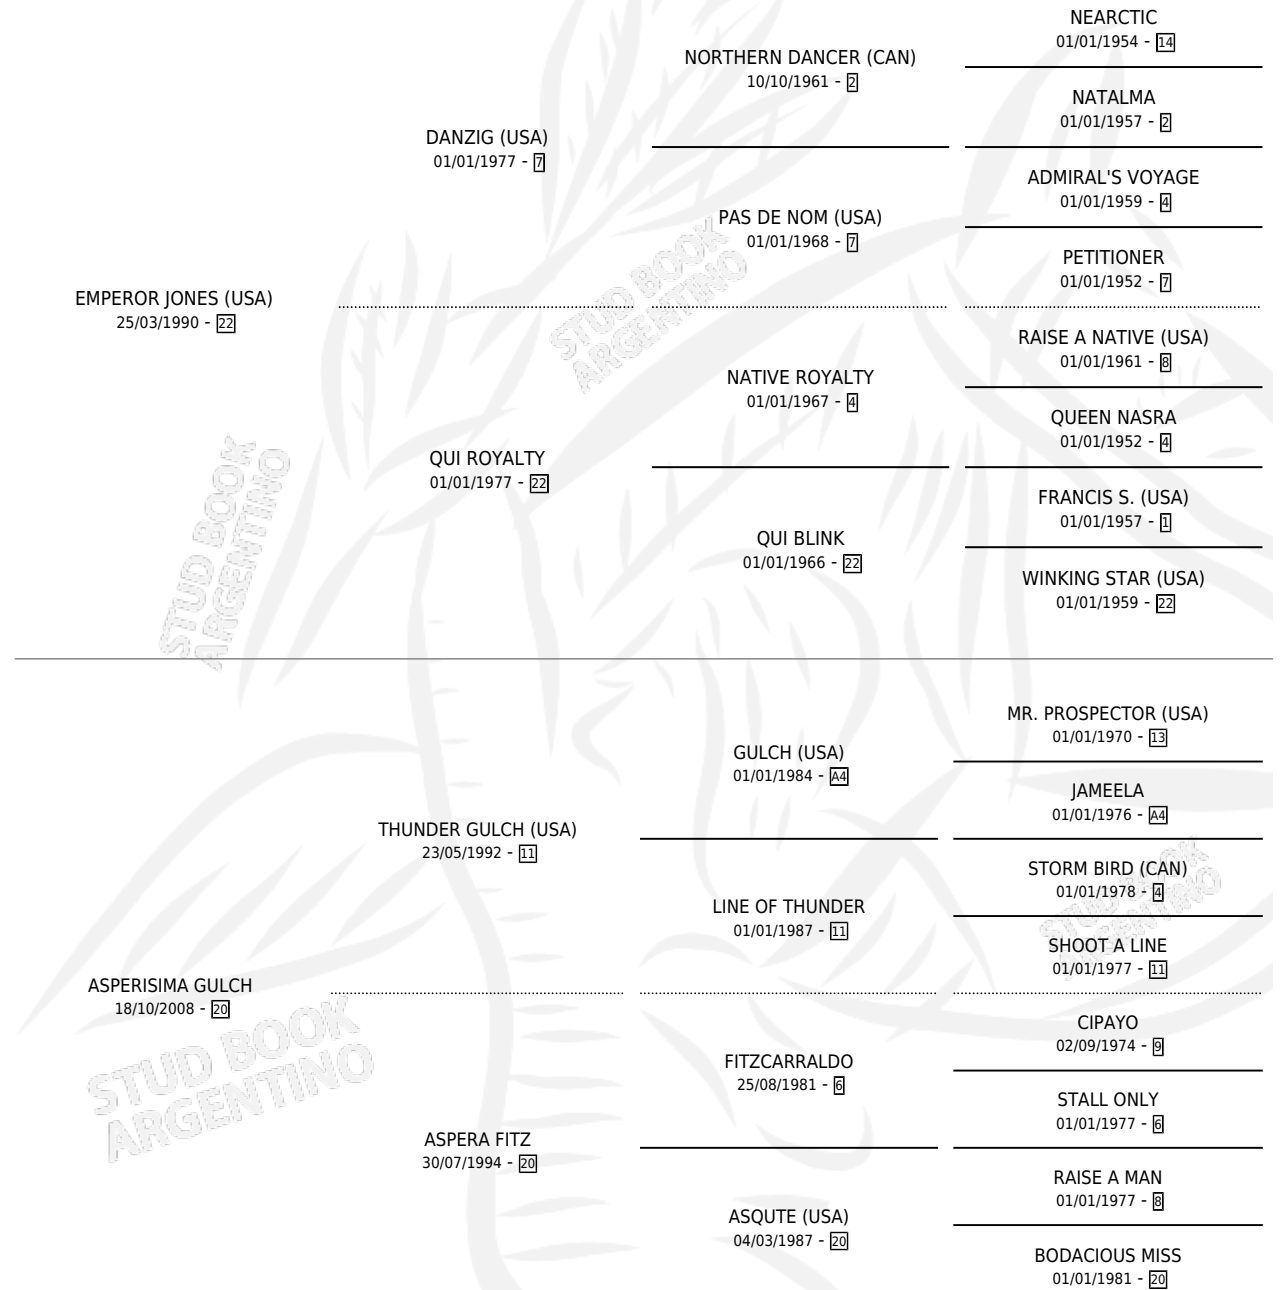 NEARCTIC
01/01/1954 - 14
NORTHERN DANCER (CAN)
10/10/1961 - 2
NATALMA
01/01/1957 - 2
DANZIG (USA)
01/01/1977 - 7
ADMIRAL'S VOYAGE
01/01/1959 - 4
PAS DE NOM (USA)
01/01/1968 - 7
PETITIONER
01/01/1952 - 7
EMPEROR JONES (USA)
25/03/1990 - 22
STUD BOOK
ARGENTINO
RAISE A NATIVE (USA)
01/01/1961 - 8
NATIVE ROYALTY
01/01/1967 - 4
QUEEN NASRA
01/01/1952 - 4
QUI ROYALTY
01/01/1977 - 22
FRANCIS S. (USA)
01/01/1957 - 1
QUI BLINK
01/01/1966 - 22
WINKING STAR (USA)
01/01/1959 - 22
STUD BOOK
ARGENTINO
MR. PROSPECTOR (USA)
01/01/1970 - 13
GULCH (USA)
01/01/1984 - A4
JAMEELA
01/01/1976 - A4
THUNDER GULCH (USA)
23/05/1992 - 11
STORM BIRD (CAN)
01/01/1978 - 4
LINE OF THUNDER
01/01/1987 - 11
STUD BOOK
ARGENTINO
SHOOT A LINE
01/01/1977 - 11
ASPERISIMA GULCH
18/10/2008 - 20
CIPAYO
02/09/1974 - 9
FITZCARRALDO
25/08/1981 - 6
STALL ONLY
01/01/1977 - 6
STUD BOOK
ARGENTINO
ASPERA FITZ
30/07/1994 - 20
RAISE A MAN
01/01/1977 - 8
ASQUTE (USA)
04/03/1987 - 20
BODACIOUS MISS
01/01/1981 - 20